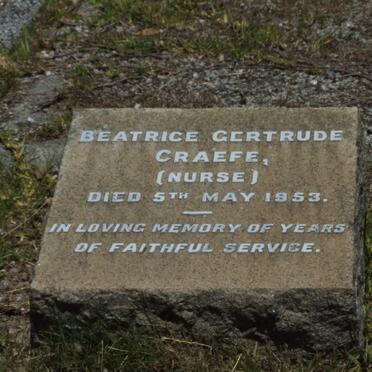 BEATRICE GERTRUDE
CRAEFE,
(NURSE)
DIED 5TH MAY 1953.
IN LOVING MEMORY OF YEARS
OF FAITHFUL SERVICE.